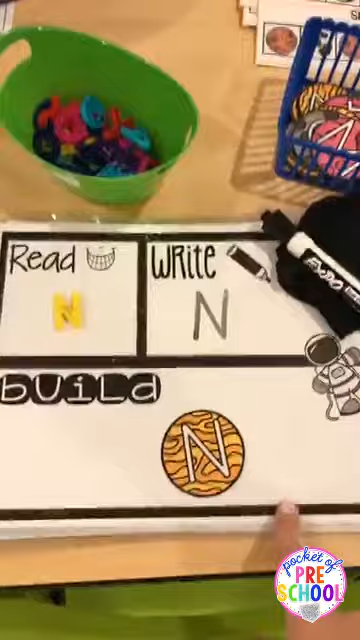 Read
WRITE
N
N
BUILD
N
EXPO
pocket of
PRE
SCHOOL